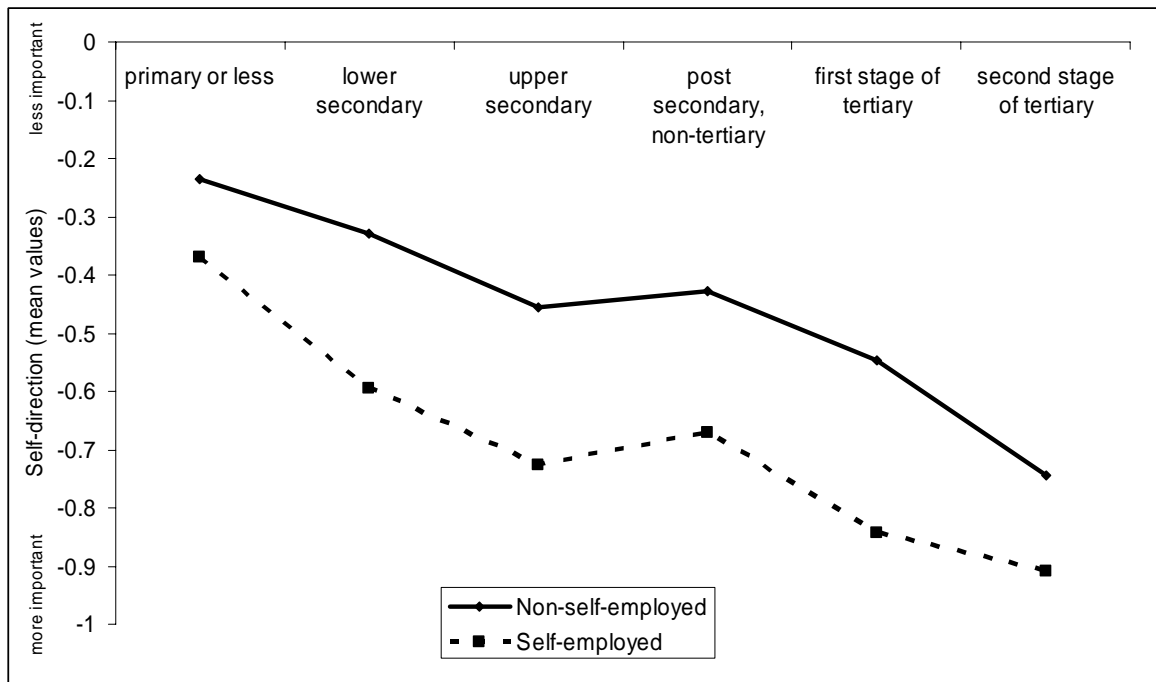 less important
more important
Self-direction (mean values)
0
-0.1
-0.2
-0.3
-0.4
-0.5
-0.6
-0.7
-0.8
-0.9
-1
primary or less
lower
secondary
upper
secondary
post
secondary,
non-tertiary
first stage of
tertiary
second stage
of tertiary
Non-self-employed
Self-employed